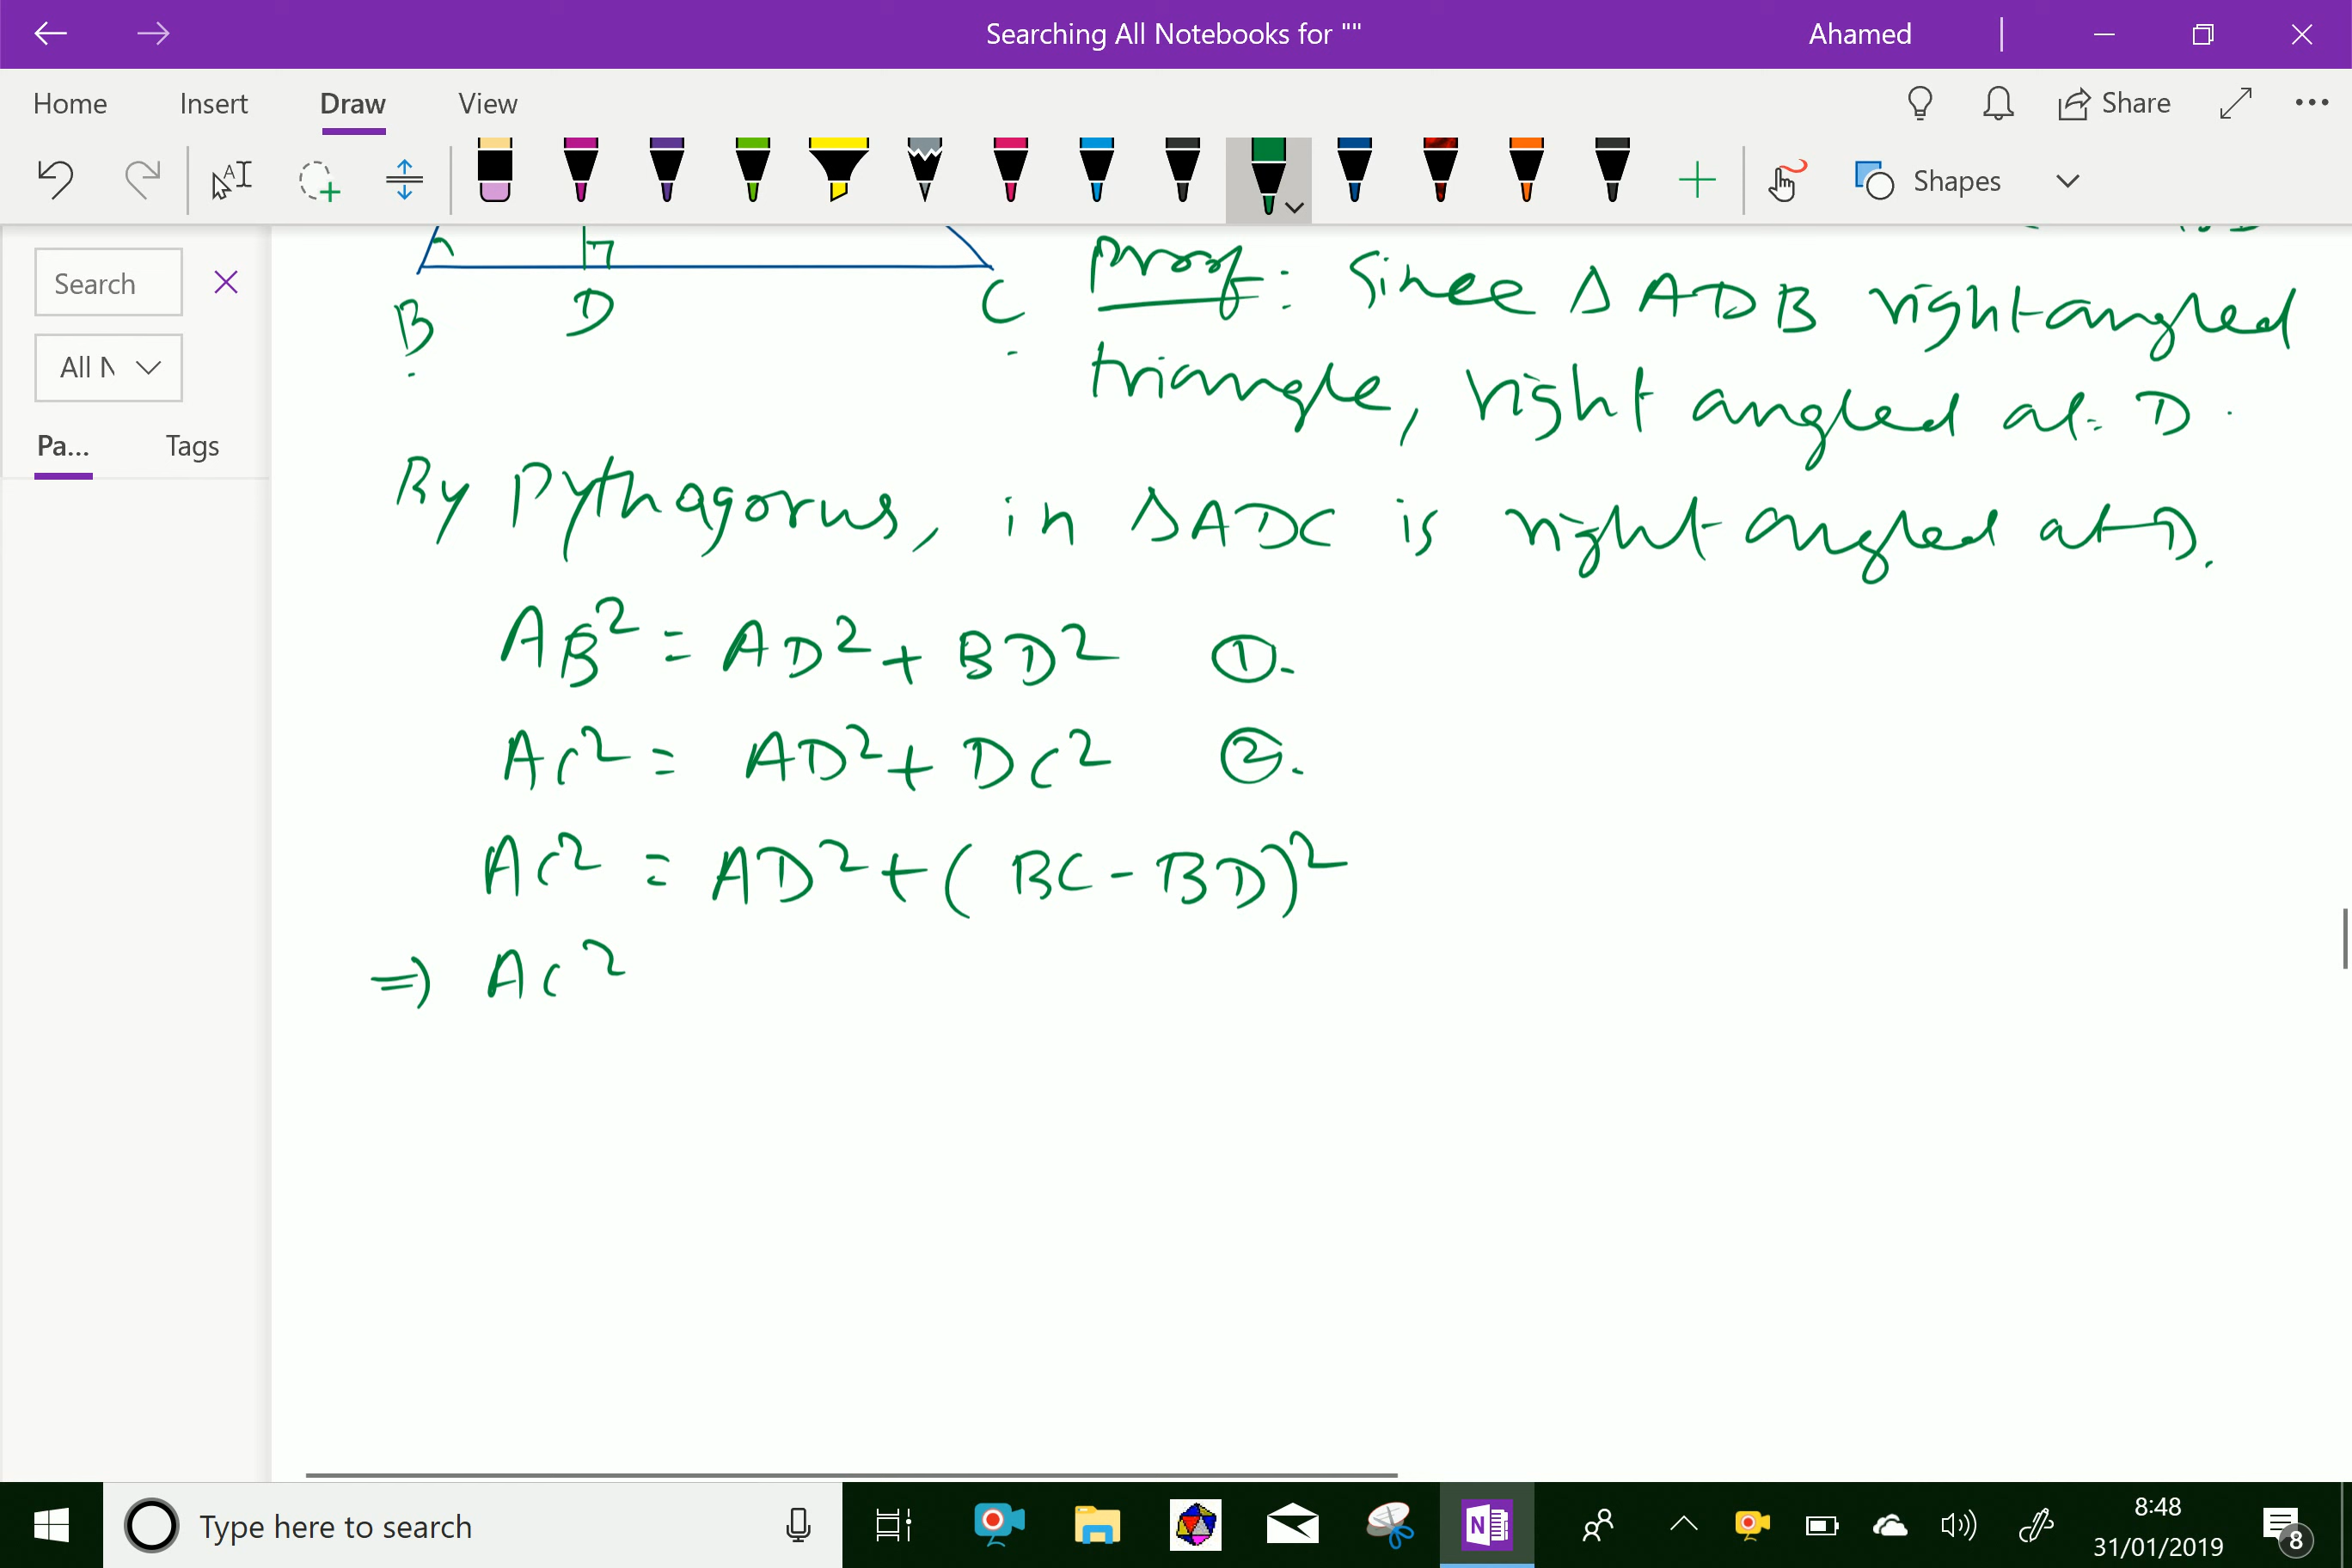 Searching All Notebooks for ""
Ahamed
Home Insert Draw View
Share
Shapes
Search
All N
Pa... Tags
B D C
Proof: Since △ADB right angled
triangle, right angled at D.
By Pythagorus, in △ADC is right angled at D.
AB² = AD² + BD² ①.
AC² = AD² + DC² ②.
AC² = AD² + (BC - BD)²
⇒ AC²
Type here to search
N
8:48
31/01/2019
8